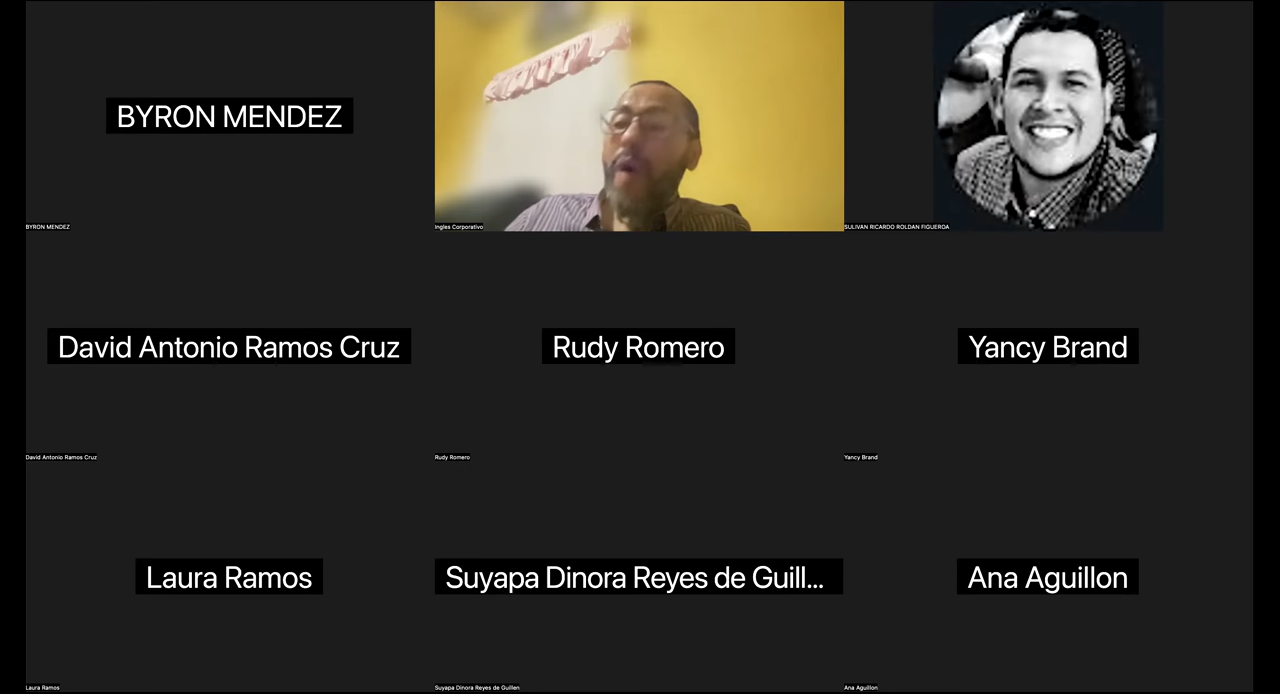 BYRON MENDEZ
BYRON MENDEZ
Ingles Corporativo
SULIVAN RICARDO ROLDAN FIGUEROA
David Antonio Ramos Cruz
Rudy Romero
Yancy Brand
David Antonio Ramos Cruz
Rudy Romero
Yancy Brand
Laura Ramos
Suyapa Dinora Reyes de Guill...
Ana Aguillon
Laura Ramos
Suyapa Dinora Reyes de Guillen
Ana Aguillon